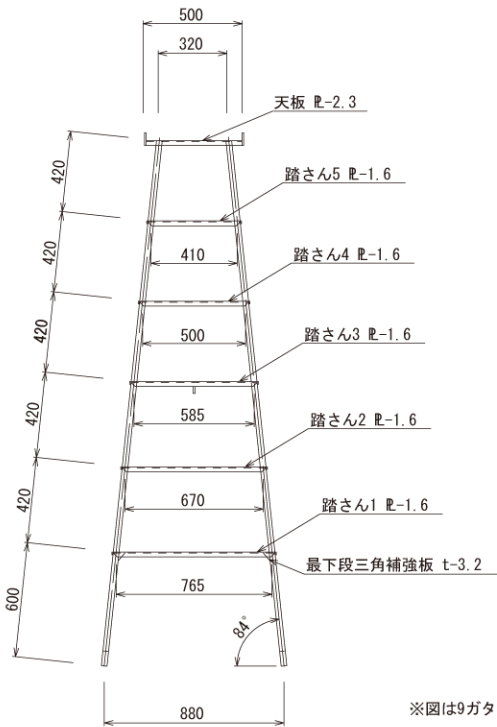 500
320
天板 ℄-2.3
420
踏さん5 ℄-1.6
420
410
踏さん4 ℄-1.6
420
500
踏さん3 ℄-1.6
420
585
踏さん2 ℄-1.6
420
670
踏さん1 ℄-1.6
最下段三角補強板 t-3.2
765
600
84°
880
※図は9ガタ